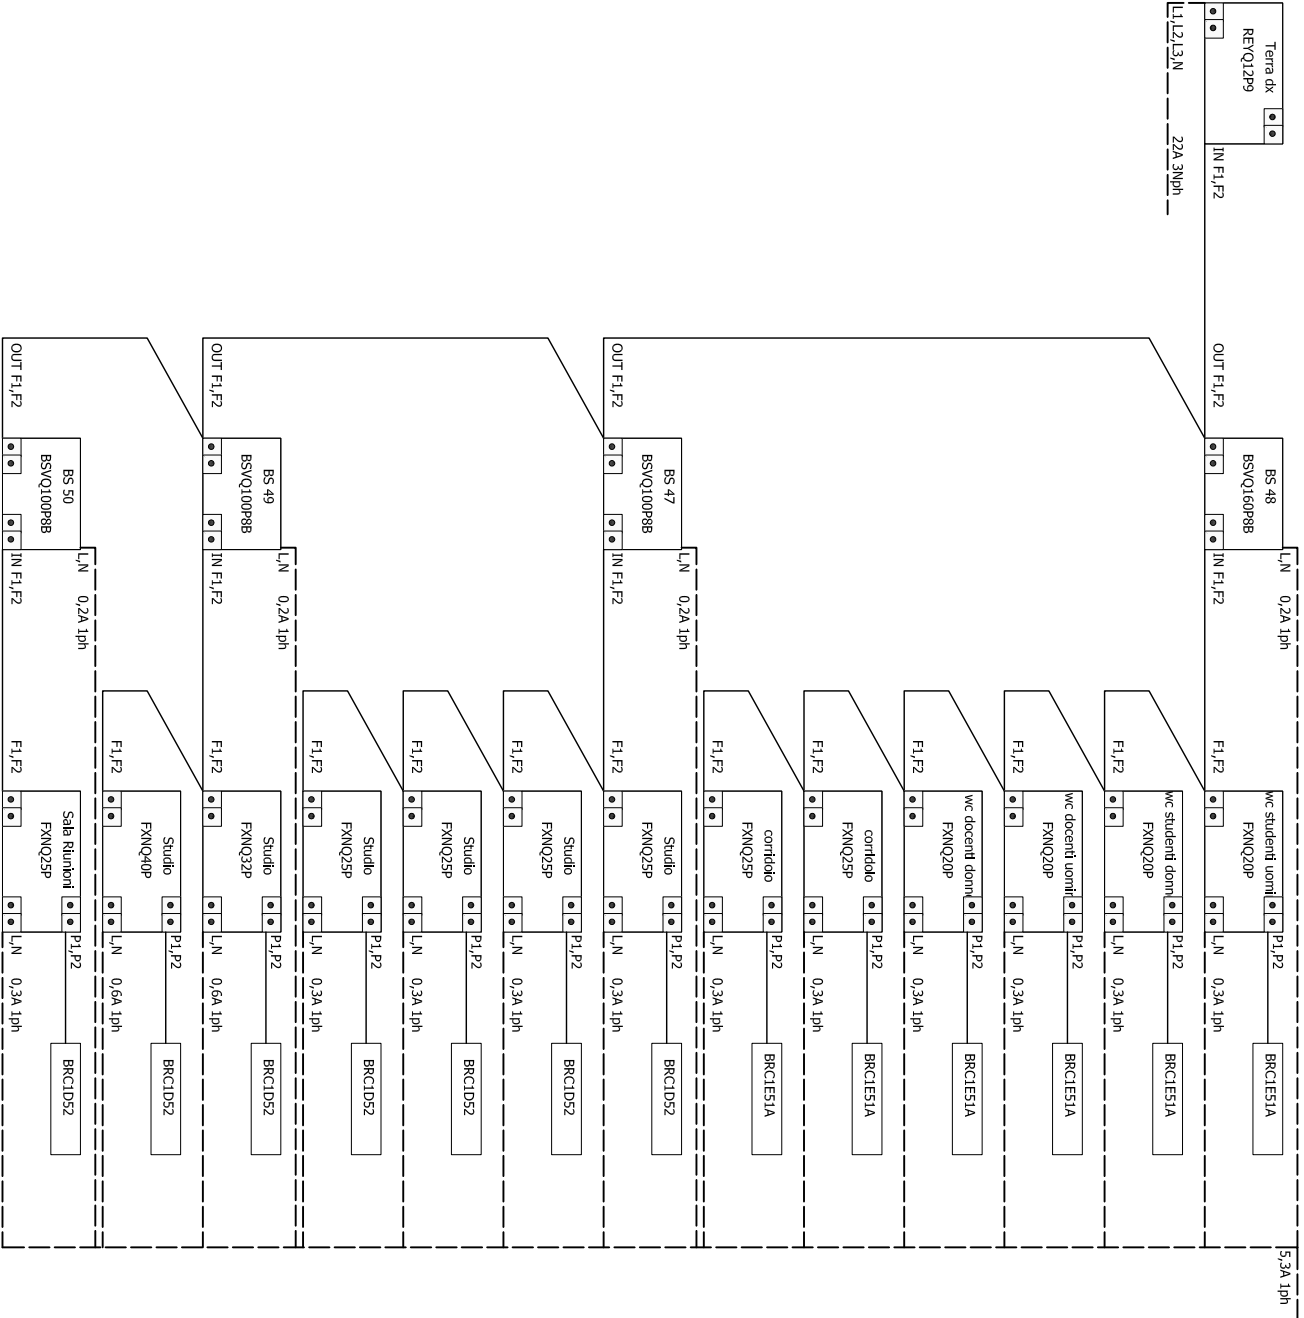 Terra dx
REYQ12P9
IN F1,F2
L1,L2,L3,N 22A 3Nph
OUT F1,F2
BS 48
BSVQ160P8B
L,N 0,2A 1ph
IN F1,F2
F1,F2
wc studenti uomi
FXNQ20P
P1,P2
L,N 0,3A 1ph
BRC1E51A
5,3A 1ph
F1,F2
wc studenti donn
FXNQ20P
P1,P2
L,N 0,3A 1ph
BRC1E51A
F1,F2
wc docenti uomin
FXNQ20P
P1,P2
L,N 0,3A 1ph
BRC1E51A
F1,F2
wc docenti donn
FXNQ20P
P1,P2
L,N 0,3A 1ph
BRC1E51A
F1,F2
corridoio
FXNQ25P
P1,P2
L,N 0,3A 1ph
BRC1E51A
F1,F2
corridoio
FXNQ25P
P1,P2
L,N 0,3A 1ph
BRC1E51A
OUT F1,F2
BS 47
BSVQ100P8B
L,N 0,2A 1ph
IN F1,F2
F1,F2
Studio
FXNQ25P
P1,P2
L,N 0,3A 1ph
BRC1D52
F1,F2
Studio
FXNQ25P
P1,P2
L,N 0,3A 1ph
BRC1D52
F1,F2
Studio
FXNQ25P
P1,P2
L,N 0,3A 1ph
BRC1D52
F1,F2
Studio
FXNQ25P
P1,P2
L,N 0,3A 1ph
BRC1D52
OUT F1,F2
BS 49
BSVQ100P8B
L,N 0,2A 1ph
IN F1,F2
F1,F2
Studio
FXNQ32P
P1,P2
L,N 0,6A 1ph
BRC1D52
F1,F2
Studio
FXNQ40P
P1,P2
L,N 0,6A 1ph
BRC1D52
OUT F1,F2
BS 50
BSVQ100P8B
L,N 0,2A 1ph
IN F1,F2
F1,F2
Sala Riunioni
FXNQ25P
P1,P2
L,N 0,3A 1ph
BRC1D52